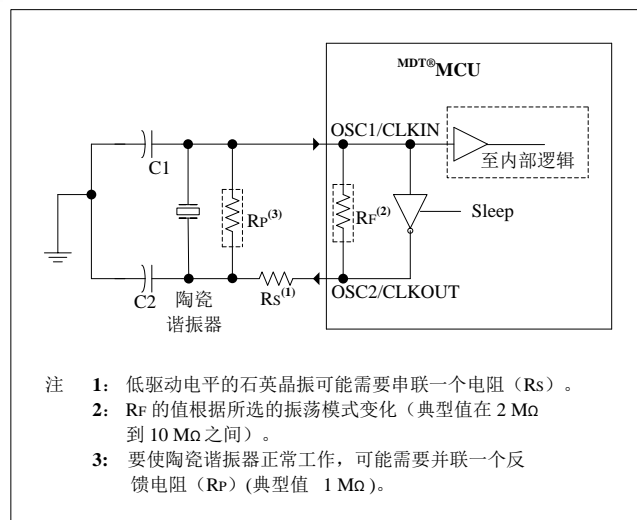 MDT®MCU
OSC1/CLKIN
C1
至内部逻辑
RP(3)
RF(2)
Sleep
C2
陶瓷
谐振器
RS(1)
OSC2/CLKOUT
注 1： 低驱动电平的石英晶振可能需要串联一个电阻（RS）。
2： RF 的值根据所选的振荡模式变化（典型值在 2 MΩ
到 10 MΩ 之间）。
3: 要使陶瓷谐振器正常工作，可能需要并联一个反
馈电阻（RP）(典型值 1 MΩ )。